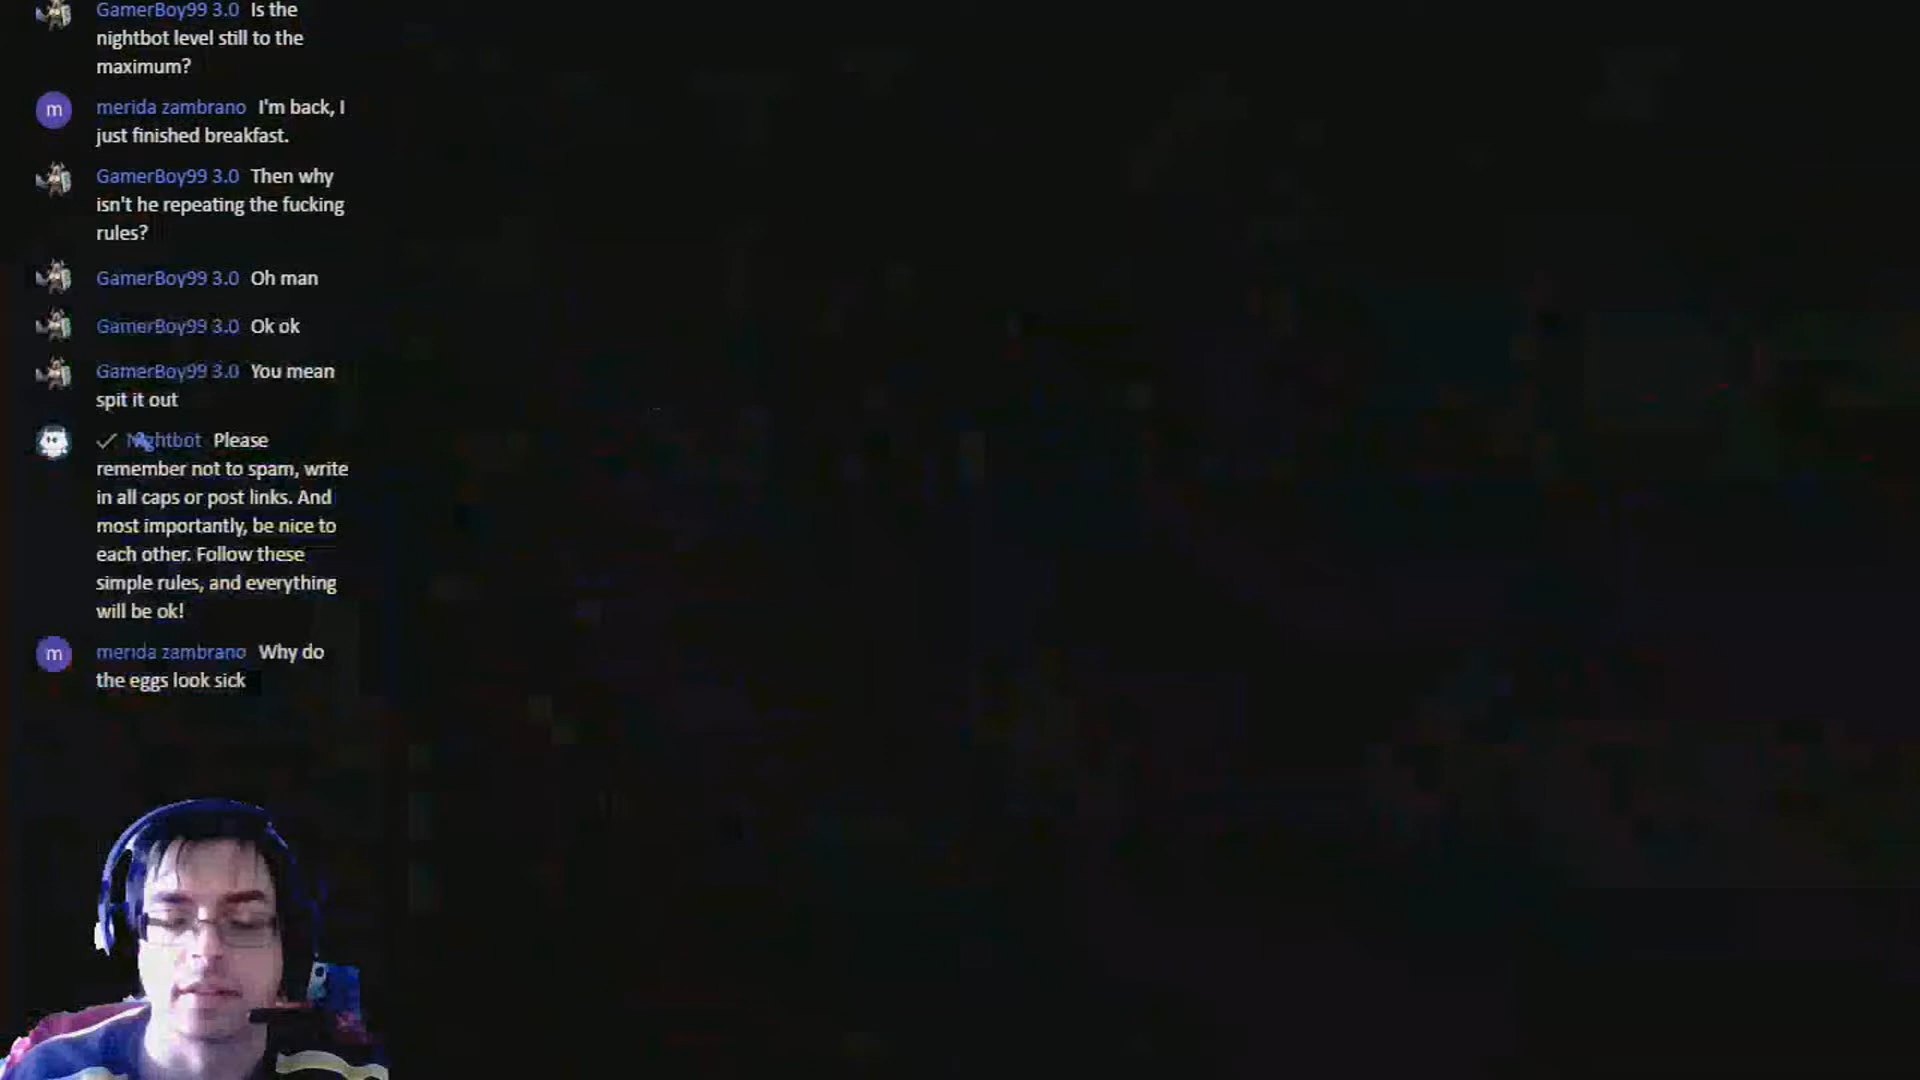 GamerBoy99 3.0 Is the
nightbot level still to the
maximum?
m merida zambrano I'm back, I
just finished breakfast.
GamerBoy99 3.0 Then why
isn't he repeating the fucking
rules?
GamerBoy99 3.0 Oh man
GamerBoy99 3.0 Ok ok
GamerBoy99 3.0 You mean
spit it out
Nightbot Please
remember not to spam, write
in all caps or post links. And
most importantly, be nice to
each other. Follow these
simple rules, and everything
will be ok!
m merida zambrano Why do
the eggs look sick